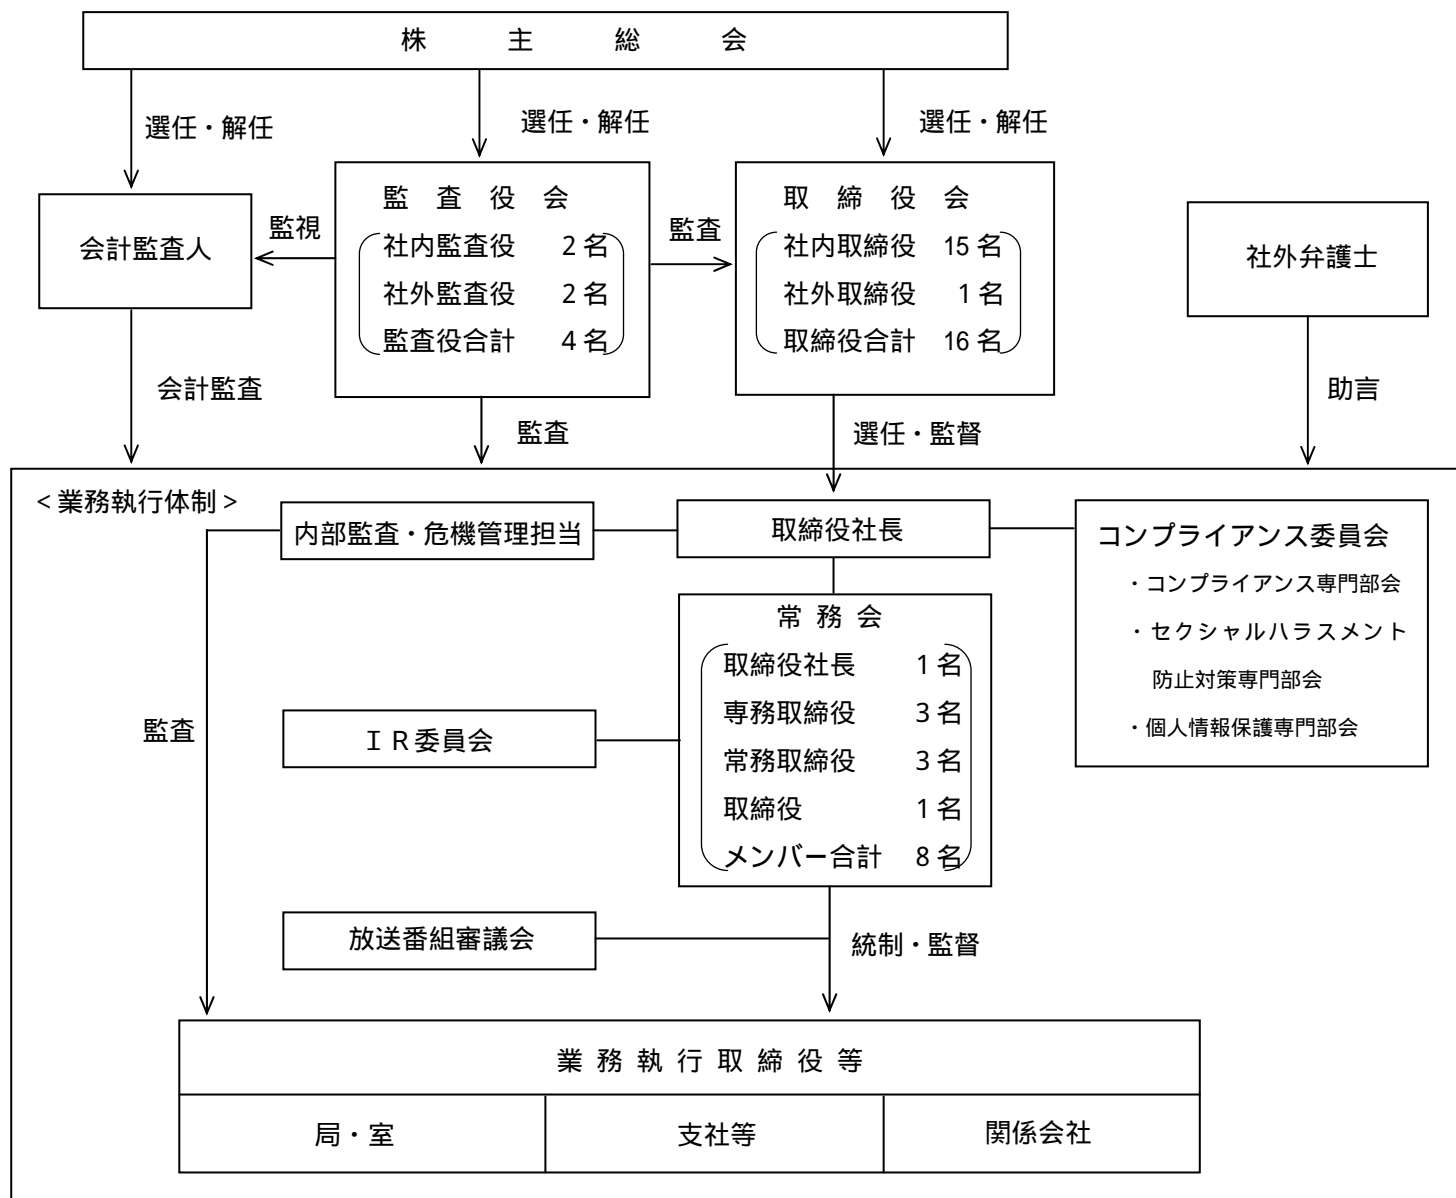 株主総会
選任・解任
選任・解任
選任・解任
監査役会
社内監査役 2名
社外監査役 2名
監査役合計 4名
取締役会
社内取締役 15名
社外取締役 1名
取締役合計 16名
会計監査人
監視
監査
社外弁護士
会計監査
監査
選任・監督
助言
<業務執行体制>
内部監査・危機管理担当
取締役社長
コンプライアンス委員会
・コンプライアンス専門部会
・セクシャルハラスメント
防止対策専門部会
・個人情報保護専門部会
常務会
取締役社長 1名
専務取締役 3名
常務取締役 3名
取締役 1名
メンバー合計 8名
監査
IR委員会
放送番組審議会
統制・監督
業務執行取締役等
局・室
支社等
関係会社